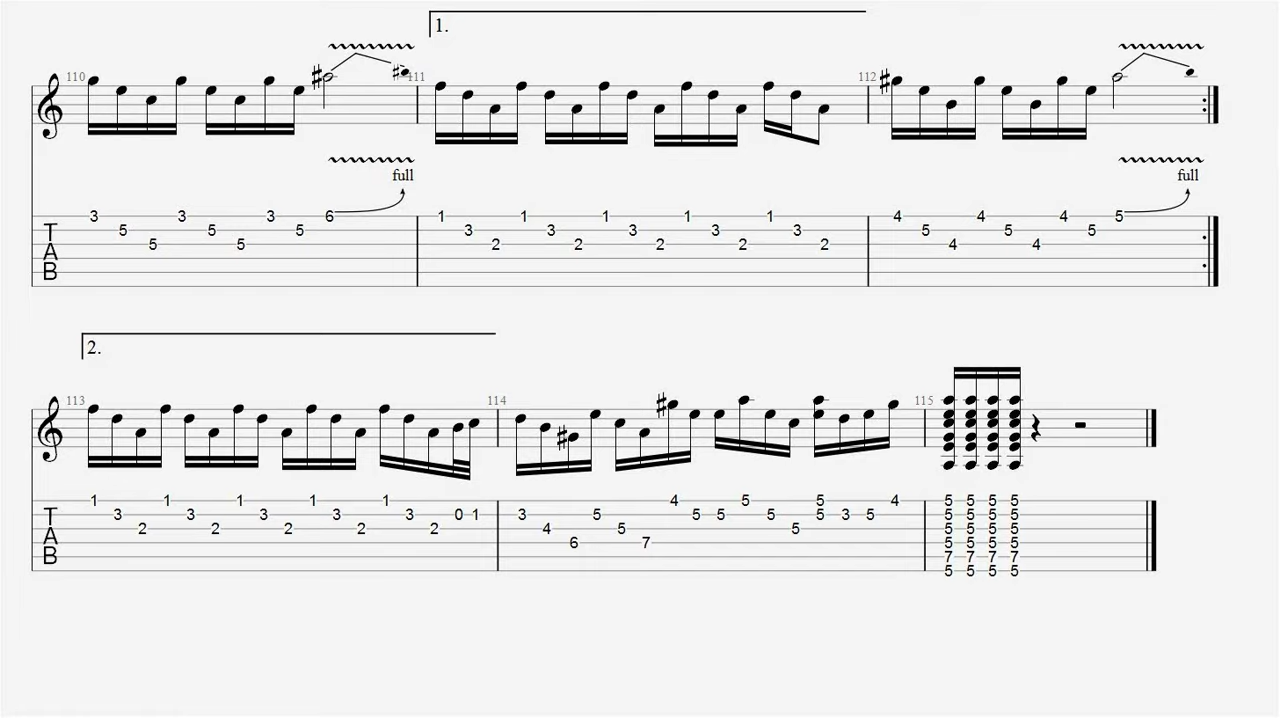 1.
110 111 112
full full
3 3 3 6 1 1 1 1 1 4 4 4 5
T 5 5 5 3 3 3 3 3 5 5 5
A 5 5 2 2 2 2 2 4 4
B
2.
113 114 115
1 1 1 1 1 4 5 5 4 5 5 5 5
T 3 3 3 3 3 0 1 3 5 5 5 5 5 3 5 5 5 5 5
A 2 2 2 2 2 4 5 5 5 5 5 5
6 7 5 5 5 5
B 7 7 7 7
5 5 5 5